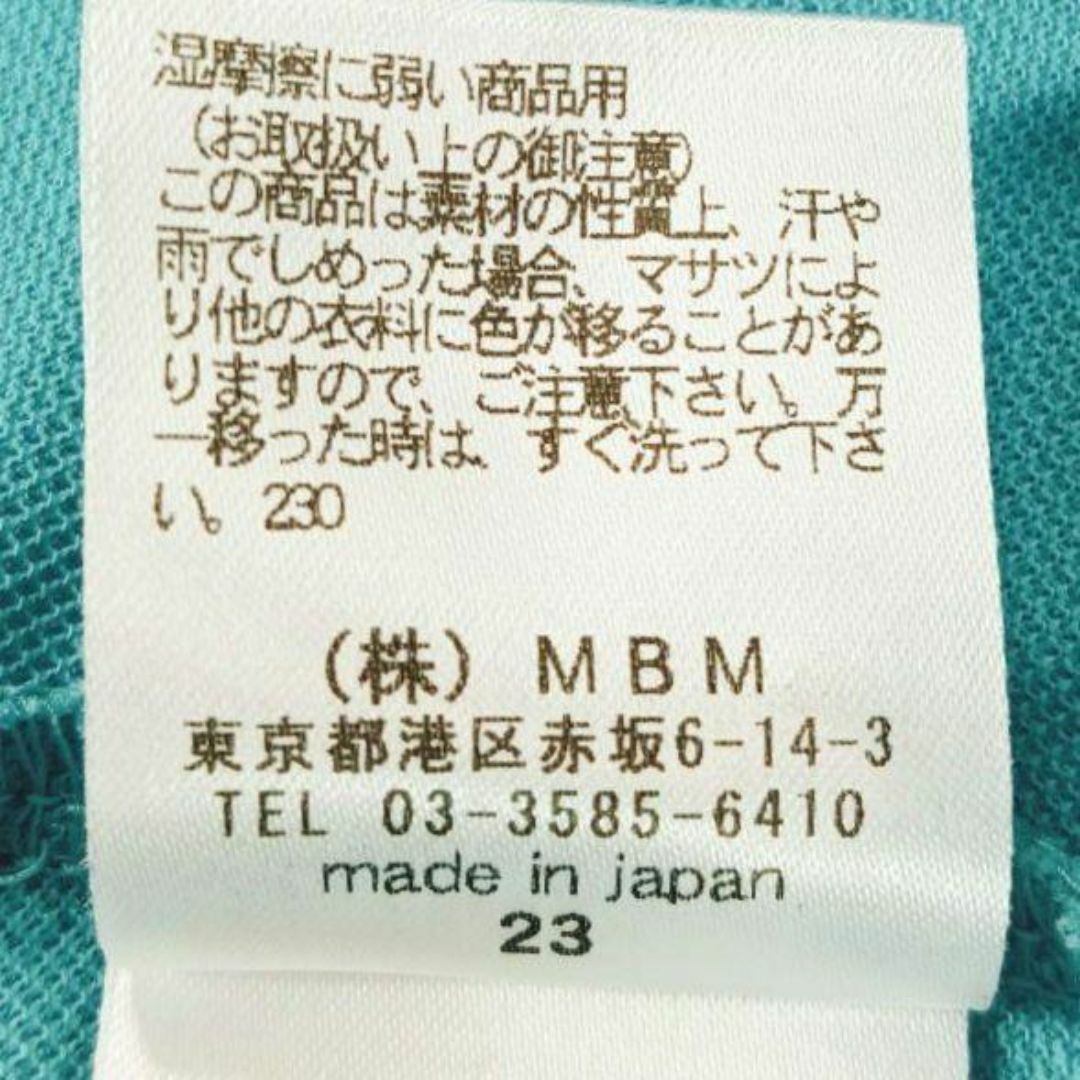 湿摩擦に弱い商品用
(お取扱い上の御注意)
この商品は素材の性質上、汗や
雨でしめった場合、マサツによ
り他の衣料に色が移ることがあ
りますので、ご注意下さい。万
一移った時は、すぐ洗って下さ
い。230
(株) MBM
東京都港区赤坂6-14-3
TEL 03-3585-6410
made in japan
23